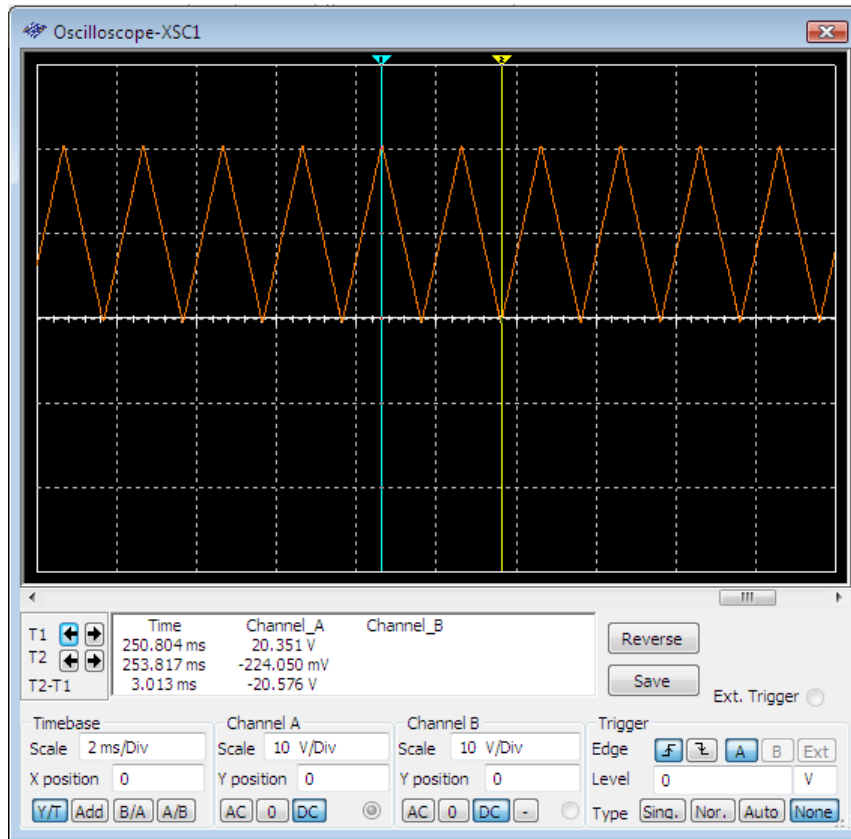 Oscilloscope-XSC1
1 2
Time Channel_A Channel_B
T1 250.804 ms 20.351 V
T2 253.817 ms -224.050 mV
T2-T1 3.013 ms -20.576 V
Reverse
Save
Ext. Trigger
Timebase
Scale 2 ms/Div
X position 0
Y/T Add B/A A/B
Channel A
Scale 10 V/Div
Y position 0
AC 0 DC
Channel B
Scale 10 V/Div
Y position 0
AC 0 DC -
Trigger
Edge A B Ext
Level 0 V
Type Sing. Nor. Auto None